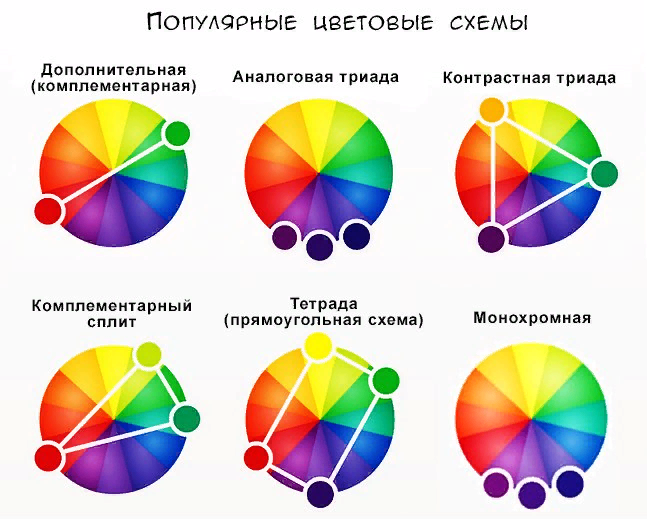 Популярные цветовые схемы
Дополнительная
(комплементарная)
Аналоговая триада
Контрастная триада
Комплементарный
сплит
Тетрада
(прямоугольная схема)
Монохромная